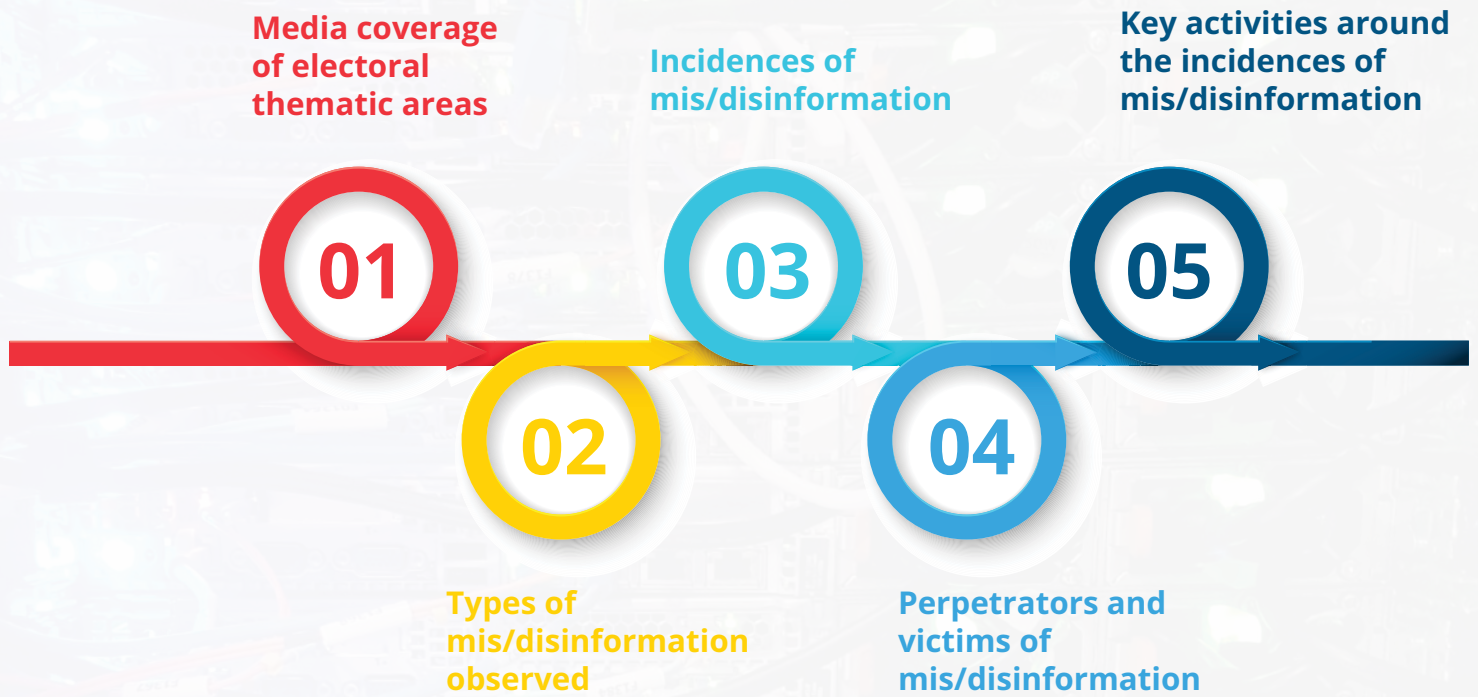 Media coverage
of electoral
thematic areas
01
Types of
mis/disinformation
observed
02
Incidences of
mis/disinformation
03
Perpetrators and
victims of
mis/disinformation
04
Key activities around
the incidences of
mis/disinformation
05